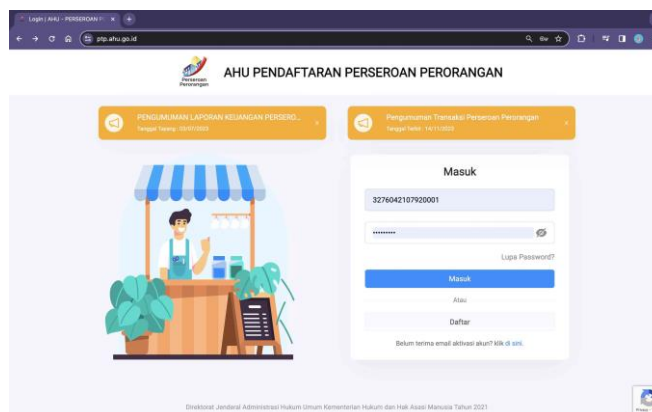 Login | AHU - PERSEROAN P
ptp.ahu.go.id
Perseroan
Perorangan
AHU PENDAFTARAN PERSEROAN PERORANGAN
PENGUMUMAN LAPORAN KEUANGAN PERSERO...
Tanggal Tayang : 03/07/2023
Pengumuman Transaksi Perseroan Perorangan
Tanggal Terbit : 14/11/2023
Masuk
3276042107920001
Lupa Password?
Masuk
Atau
Daftar
Belum terima email aktivasi akun? klik di sini.
Direktorat Jenderal Administrasi Hukum Umum Kementerian Hukum dan Hak Asasi Manusia Tahun 2021